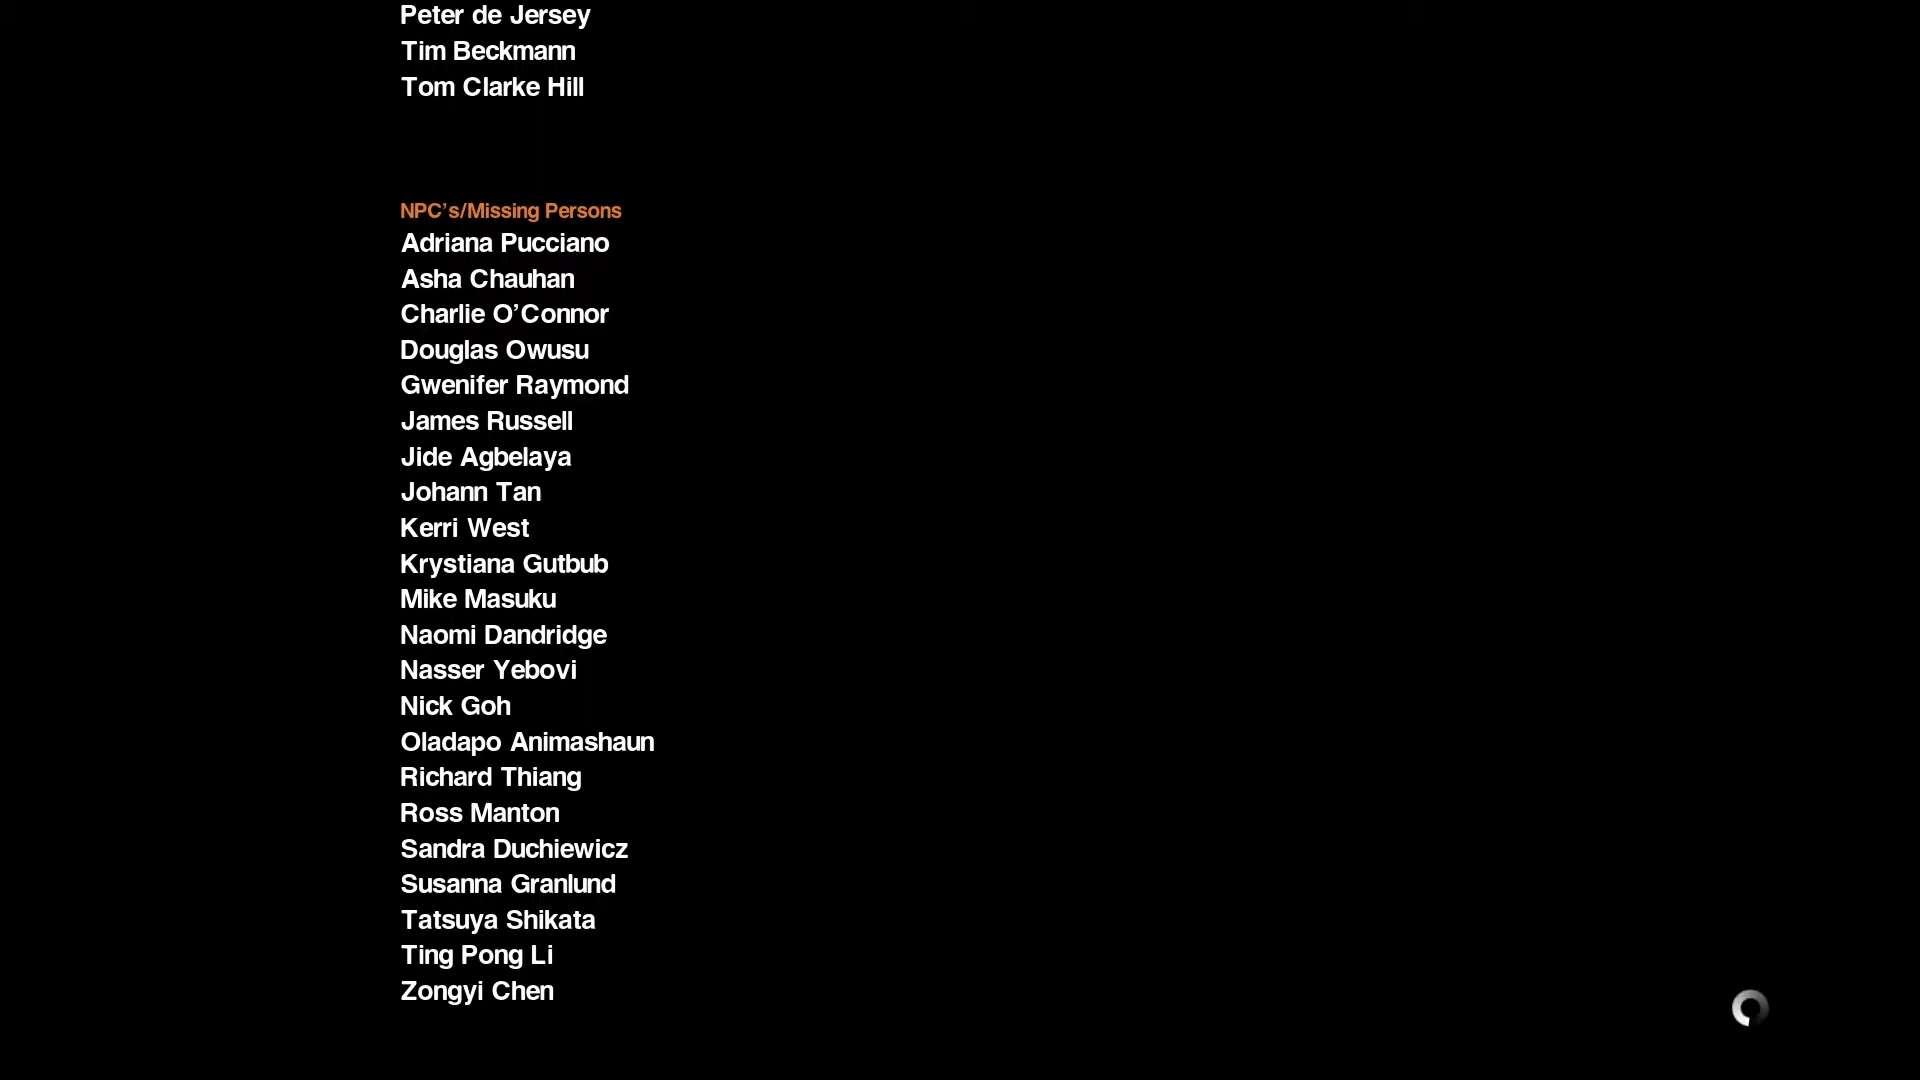 Peter de Jersey
Tim Beckmann
Tom Clarke Hill
NPC’s/Missing Persons
Adriana Pucciano
Asha Chauhan
Charlie O’Connor
Douglas Owusu
Gwenifer Raymond
James Russell
Jide Agbelaya
Johann Tan
Kerri West
Krystiana Gutbub
Mike Masuku
Naomi Dandridge
Nasser Yebovi
Nick Goh
Oladapo Animashaun
Richard Thiang
Ross Manton
Sandra Duchiewicz
Susanna Granlund
Tatsuya Shikata
Ting Pong Li
Zongyi Chen